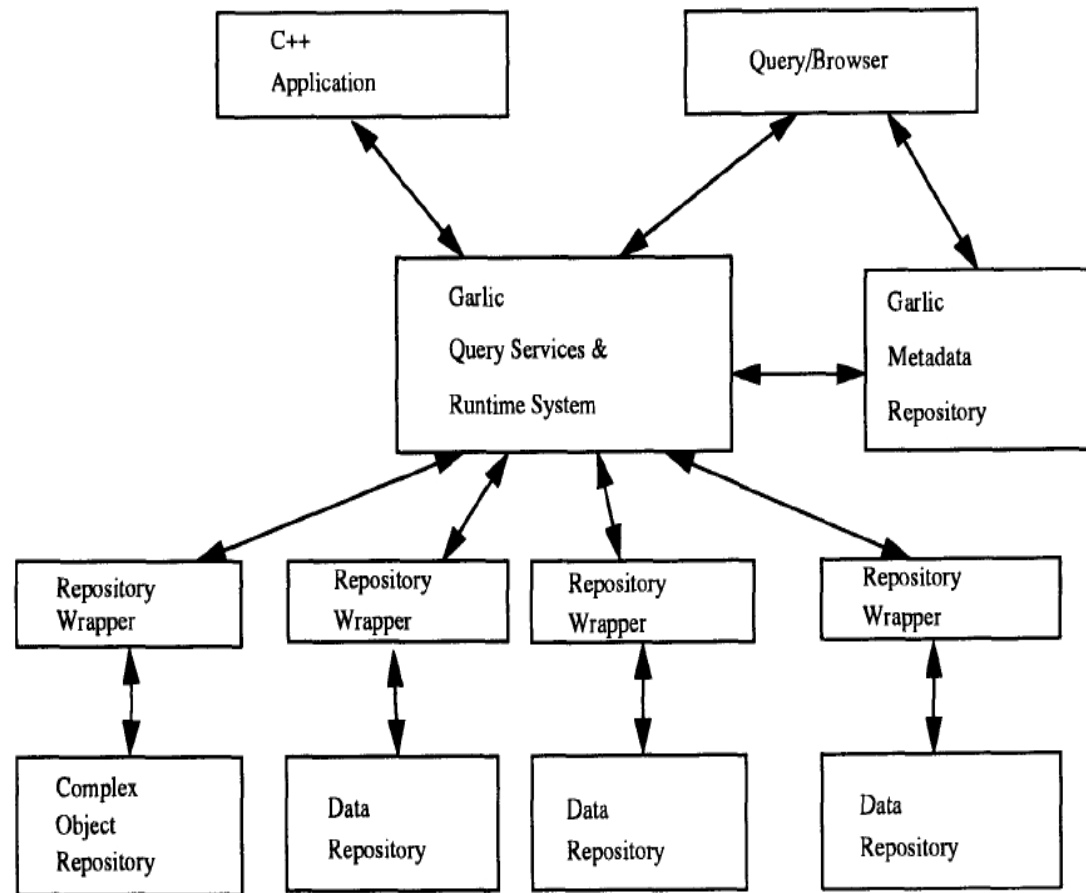 C++
Application
Query/Browser
Garlic
Query Services &
Runtime System
Garlic
Metadata
Repository
Repository
Wrapper
Repository
Wrapper
Repository
Wrapper
Repository
Wrapper
Complex
Object
Repository
Data
Repository
Data
Repository
Data
Repository